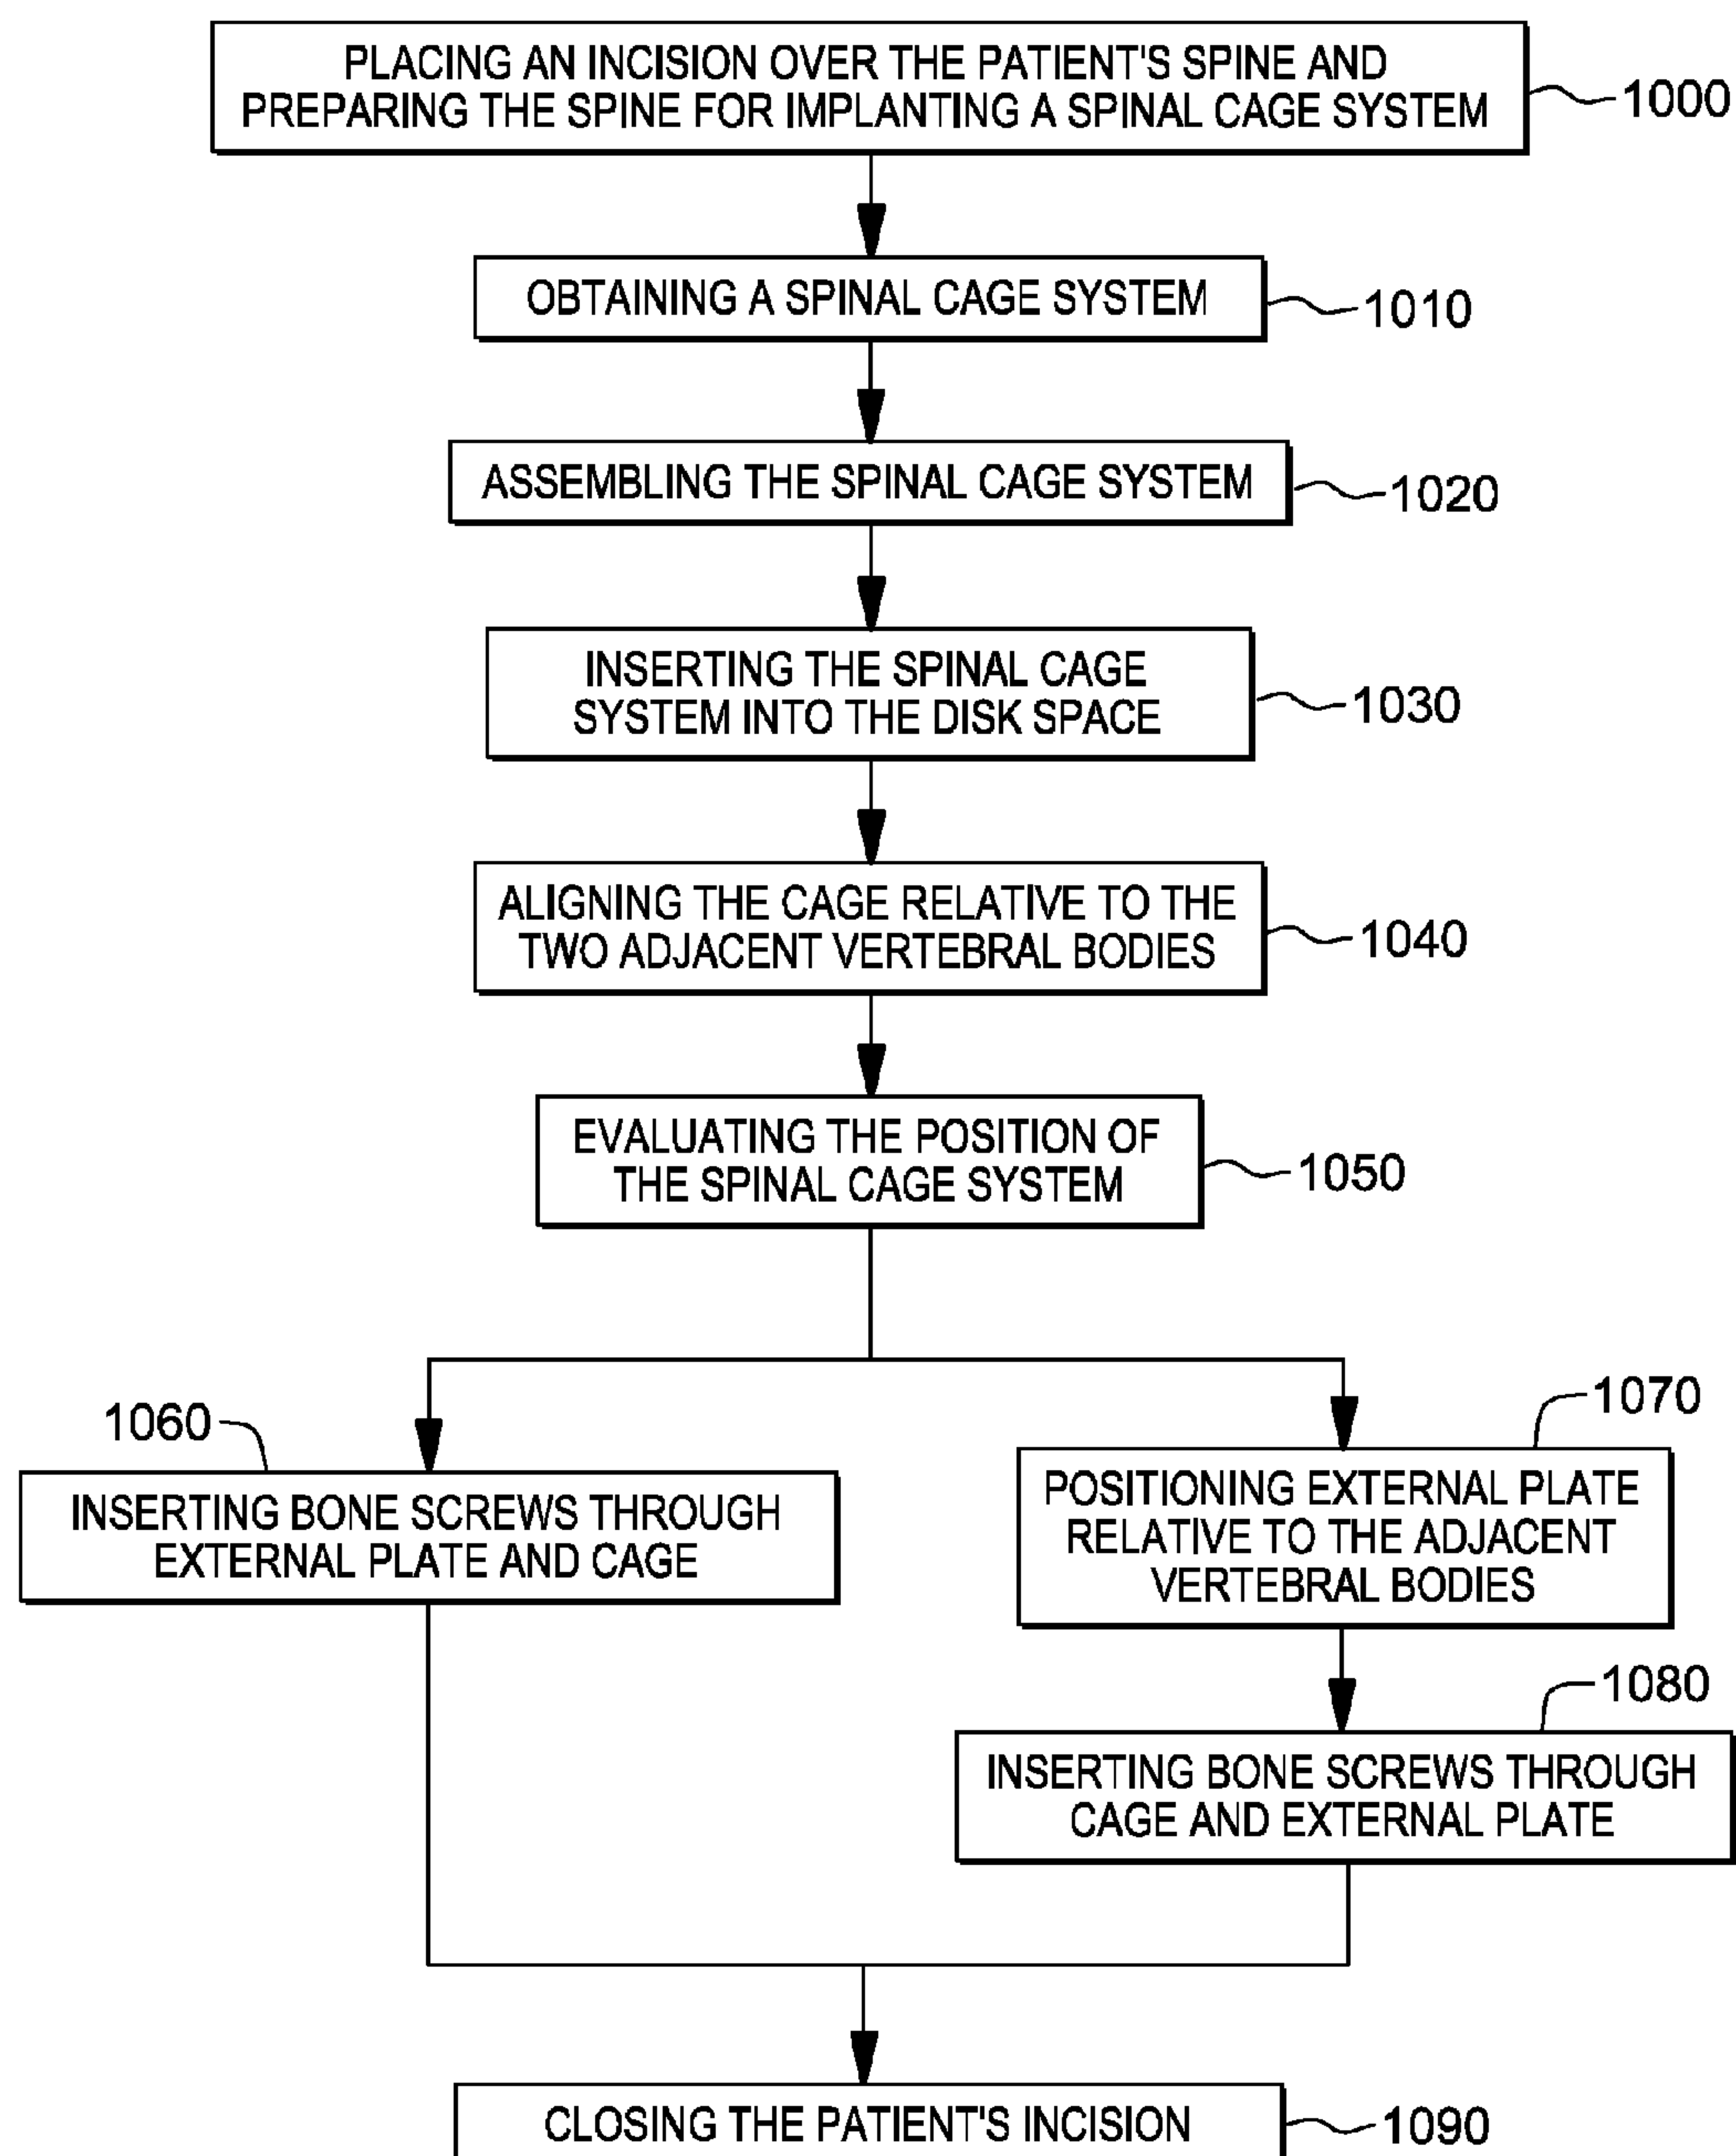 PLACING AN INCISION OVER THE PATIENT'S SPINE AND
PREPARING THE SPINE FOR IMPLANTING A SPINAL CAGE SYSTEM
1000
OBTAINING A SPINAL CAGE SYSTEM
1010
ASSEMBLING THE SPINAL CAGE SYSTEM
1020
INSERTING THE SPINAL CAGE
SYSTEM INTO THE DISK SPACE
1030
ALIGNING THE CAGE RELATIVE TO THE
TWO ADJACENT VERTEBRAL BODIES
1040
EVALUATING THE POSITION OF
THE SPINAL CAGE SYSTEM
1050
1060
INSERTING BONE SCREWS THROUGH
EXTERNAL PLATE AND CAGE
1070
POSITIONING EXTERNAL PLATE
RELATIVE TO THE ADJACENT
VERTEBRAL BODIES
1080
INSERTING BONE SCREWS THROUGH
CAGE AND EXTERNAL PLATE
CLOSING THE PATIENT'S INCISION
1090